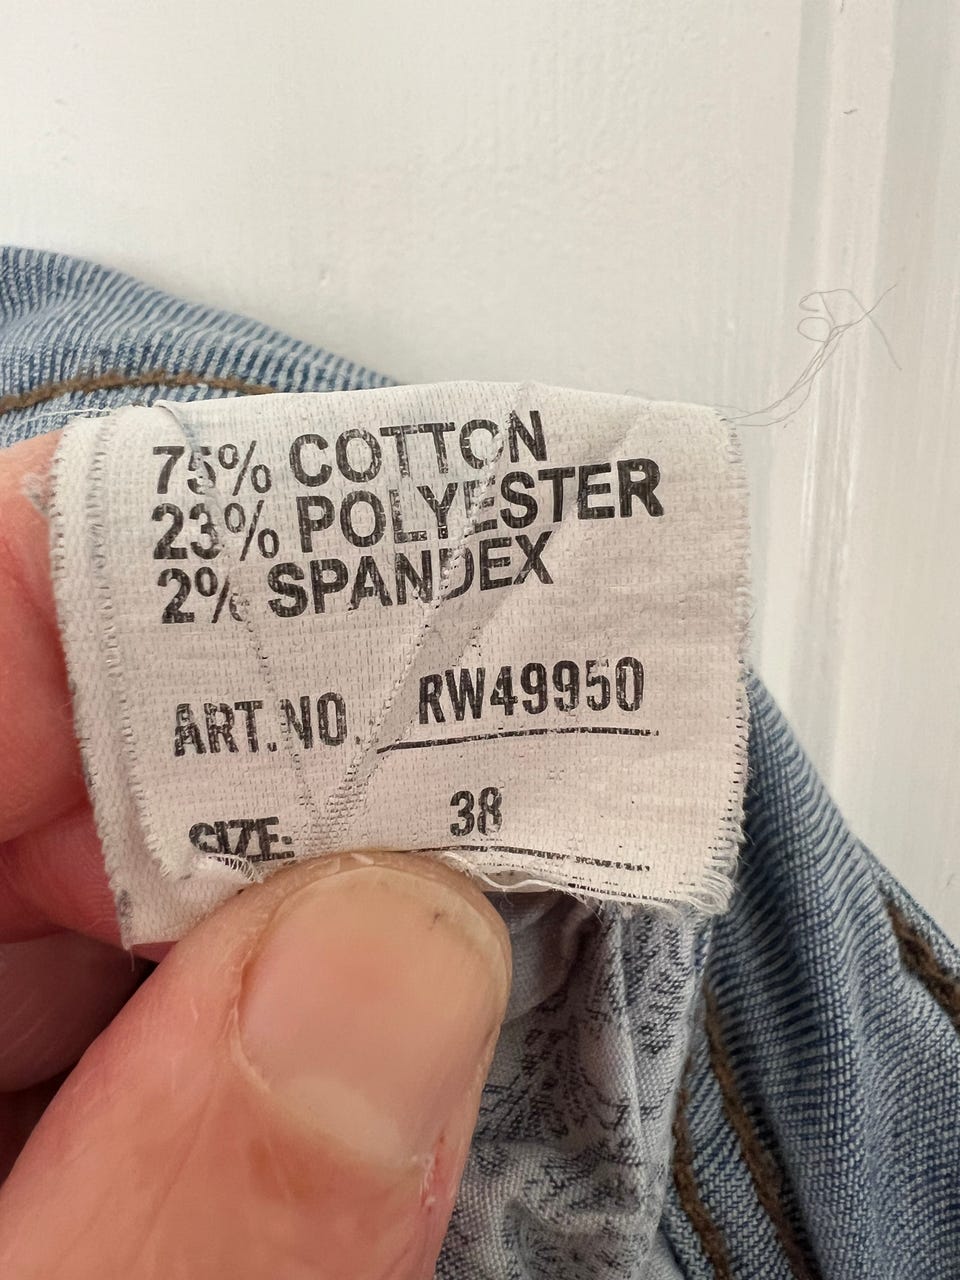 75% COTTON
23% POLYESTER
2% SPANDEX
ART.NO. RW49950
SIZE: 38